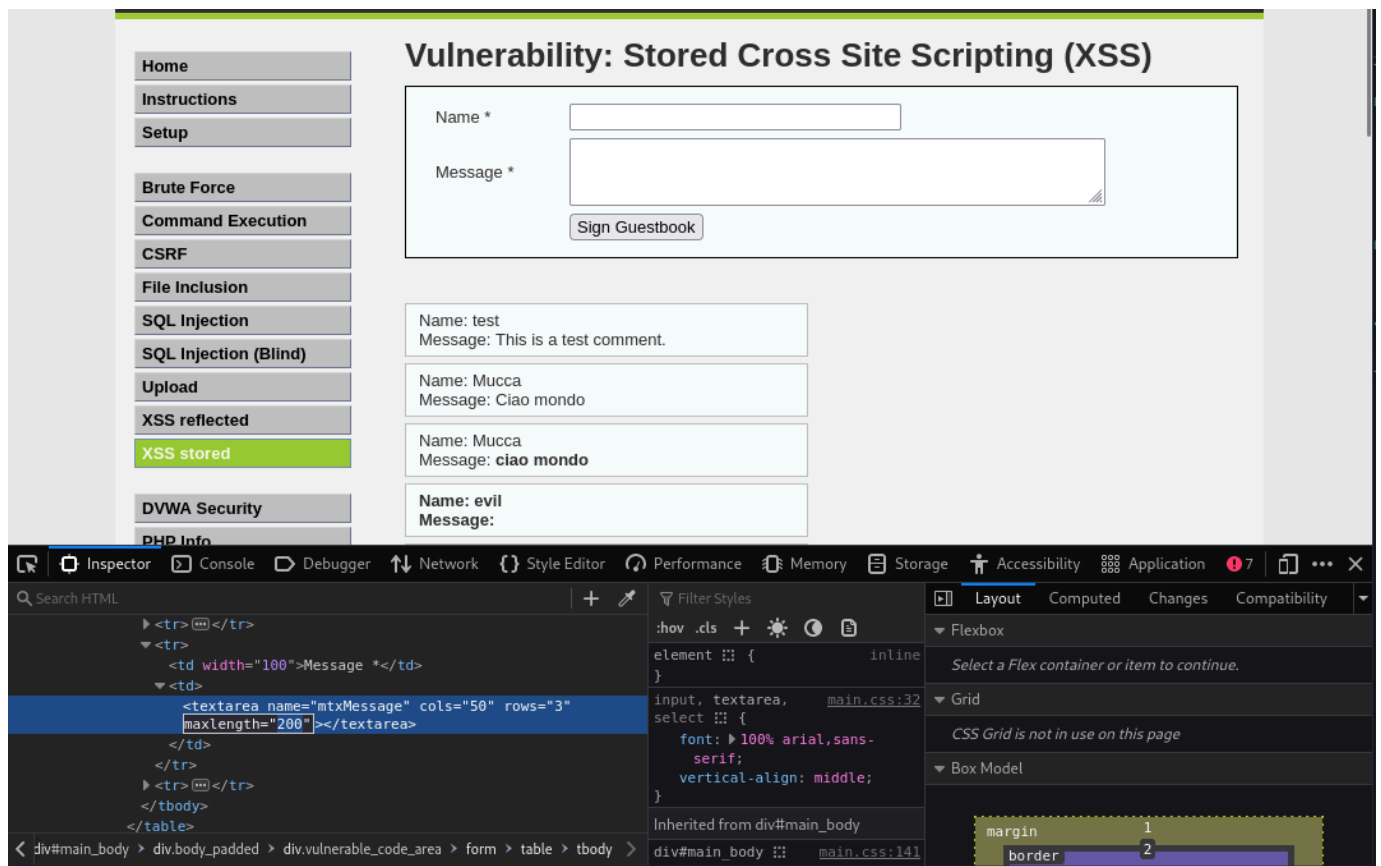 Vulnerability: Stored Cross Site Scripting (XSS)
Home
Instructions
Setup
Brute Force
Command Execution
CSRF
File Inclusion
SQL Injection
SQL Injection (Blind)
Upload
XSS reflected
XSS stored
DVWA Security
PHP Info
Name *
Message *
Sign Guestbook
Name: test
Message: This is a test comment.
Name: Mucca
Message: Ciao mondo
Name: Mucca
Message: ciao mondo
Name: evil
Message:
Inspector Console Debugger Network {} Style Editor Performance Memory Storage Accessibility Application 7
Search HTML
<tr></tr>
<tr>
<td width="100">Message *</td>
<td>
<textarea name="mtxMessage" cols="50" rows="3"
maxlength="200"></textarea>
</td>
</tr>
<tr></tr>
</tbody>
</table>
div#main_body > div.body_padded > div.vulnerable_code_area > form > table > tbody
Filter Styles
:hov .cls
element { inline
}
input, textarea, main.css:32
select {
font: 100% arial,sans-
serif;
vertical-align: middle;
}
Inherited from div#main_body
div#main_body main.css:141
Layout Computed Changes Compatibility
Flexbox
Select a Flex container or item to continue.
Grid
CSS Grid is not in use on this page
Box Model
margin 1
border 2